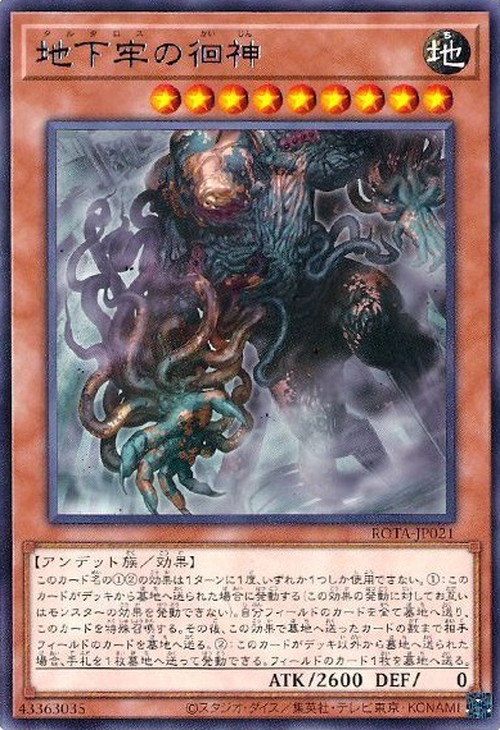 タルタロス かいじん
地下牢の徊神
ち
地
ROTA-JP021
【アンデット族／効果】
このカード名の①②の効果は1ターンに1度、いずれか1つしか使用できない。①：この
カードがデッキから墓地へ送られた場合に発動する（この効果の発動に対してお互い
はモンスターの効果を発動できない）。自分フィールドのカードを全て墓地へ送り、
このカードを特殊召喚する。その後、この効果で墓地へ送ったカードの数まで相手
フィールドのカードを墓地へ送る。②：このカードがデッキ以外から墓地へ送られた
場合、手札を1枚墓地へ送って発動できる。フィールドのカード1枚を墓地へ送る。
ATK/2600 DEF/ 0
43363035 ©スタジオ・ダイス／集英社・テレビ東京・KONAMI